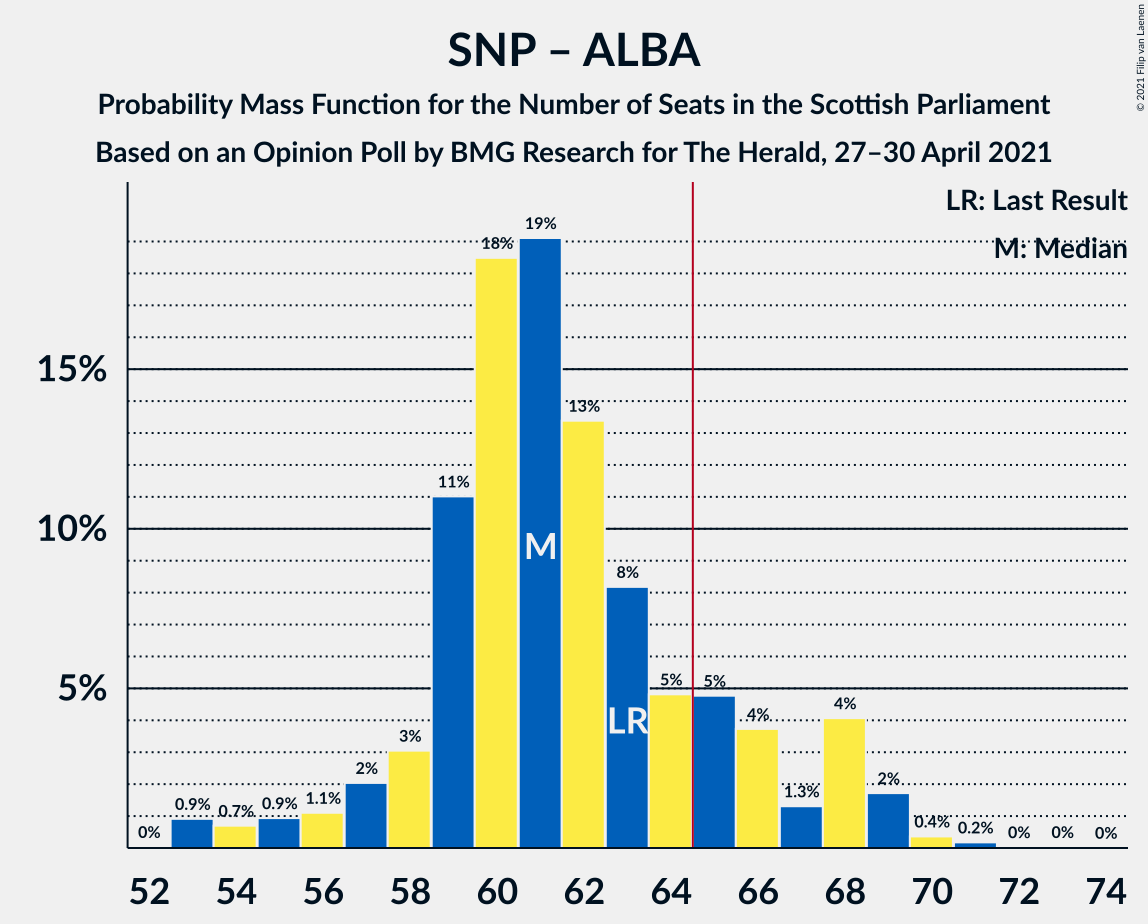 SNP – ALBA
Probability Mass Function for the Number of Seats in the Scottish Parliament
Based on an Opinion Poll by BMG Research for The Herald, 27–30 April 2021
© 2021 Filip van Laenen
LR: Last Result
M: Median
15%
10%
5%
0%
0.9%
0.7%
0.9%
1.1%
2%
3%
11%
18%
19%
13%
8%
5%
5%
4%
1.3%
4%
2%
0.4%
0.2%
0%
0%
0%
M
LR
52 54 56 58 60 62 64 66 68 70 72 74